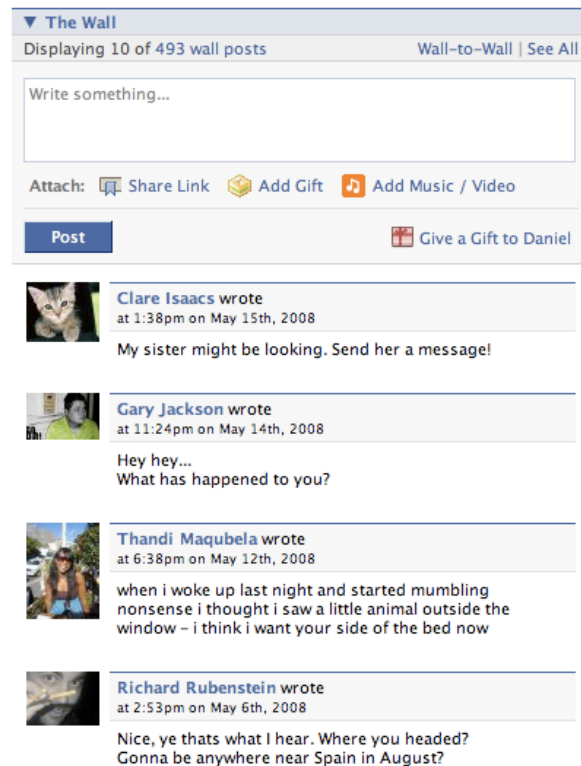 ▼ The Wall
Displaying 10 of 493 wall posts Wall-to-Wall | See All
Write something...
Attach: Share Link Add Gift Add Music / Video
Post Give a Gift to Daniel
Clare Isaacs wrote
at 1:38pm on May 15th, 2008
My sister might be looking. Send her a message!
Gary Jackson wrote
at 11:24pm on May 14th, 2008
Hey hey...
What has happened to you?
Thandi Maqubela wrote
at 6:38pm on May 12th, 2008
when i woke up last night and started mumbling
nonsense i thought i saw a little animal outside the
window – i think i want your side of the bed now
Richard Rubenstein wrote
at 2:53pm on May 6th, 2008
Nice, ye thats what I hear. Where you headed?
Gonna be anywhere near Spain in August?